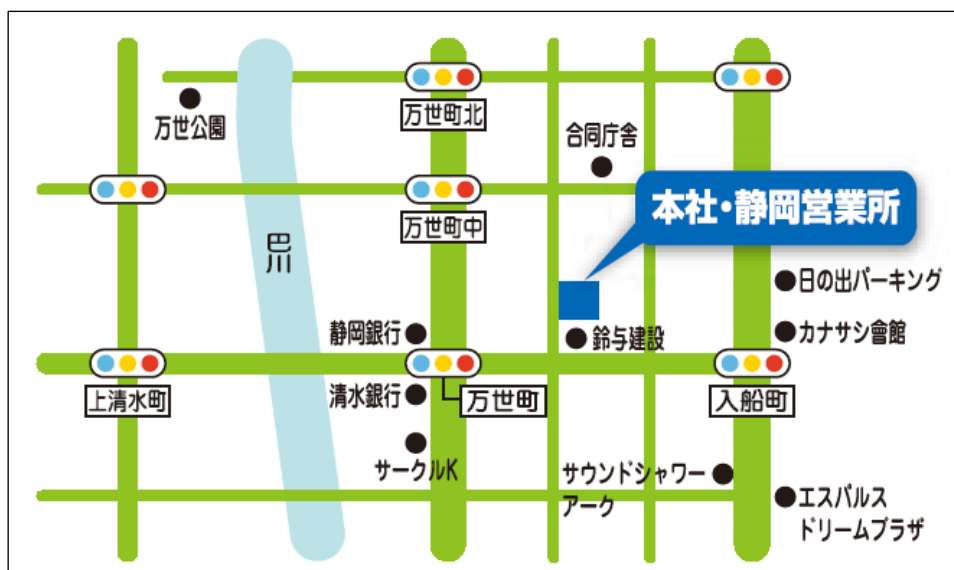 万世町北
万世公園
合同庁舎
本社・静岡営業所
万世町中
巴川
日の出パーキング
静岡銀行
鈴与建設
カナサシ會館
上清水町
清水銀行
万世町
入船町
サークルK
サウンドシャワー
アーク
エスパルス
ドリームプラザ